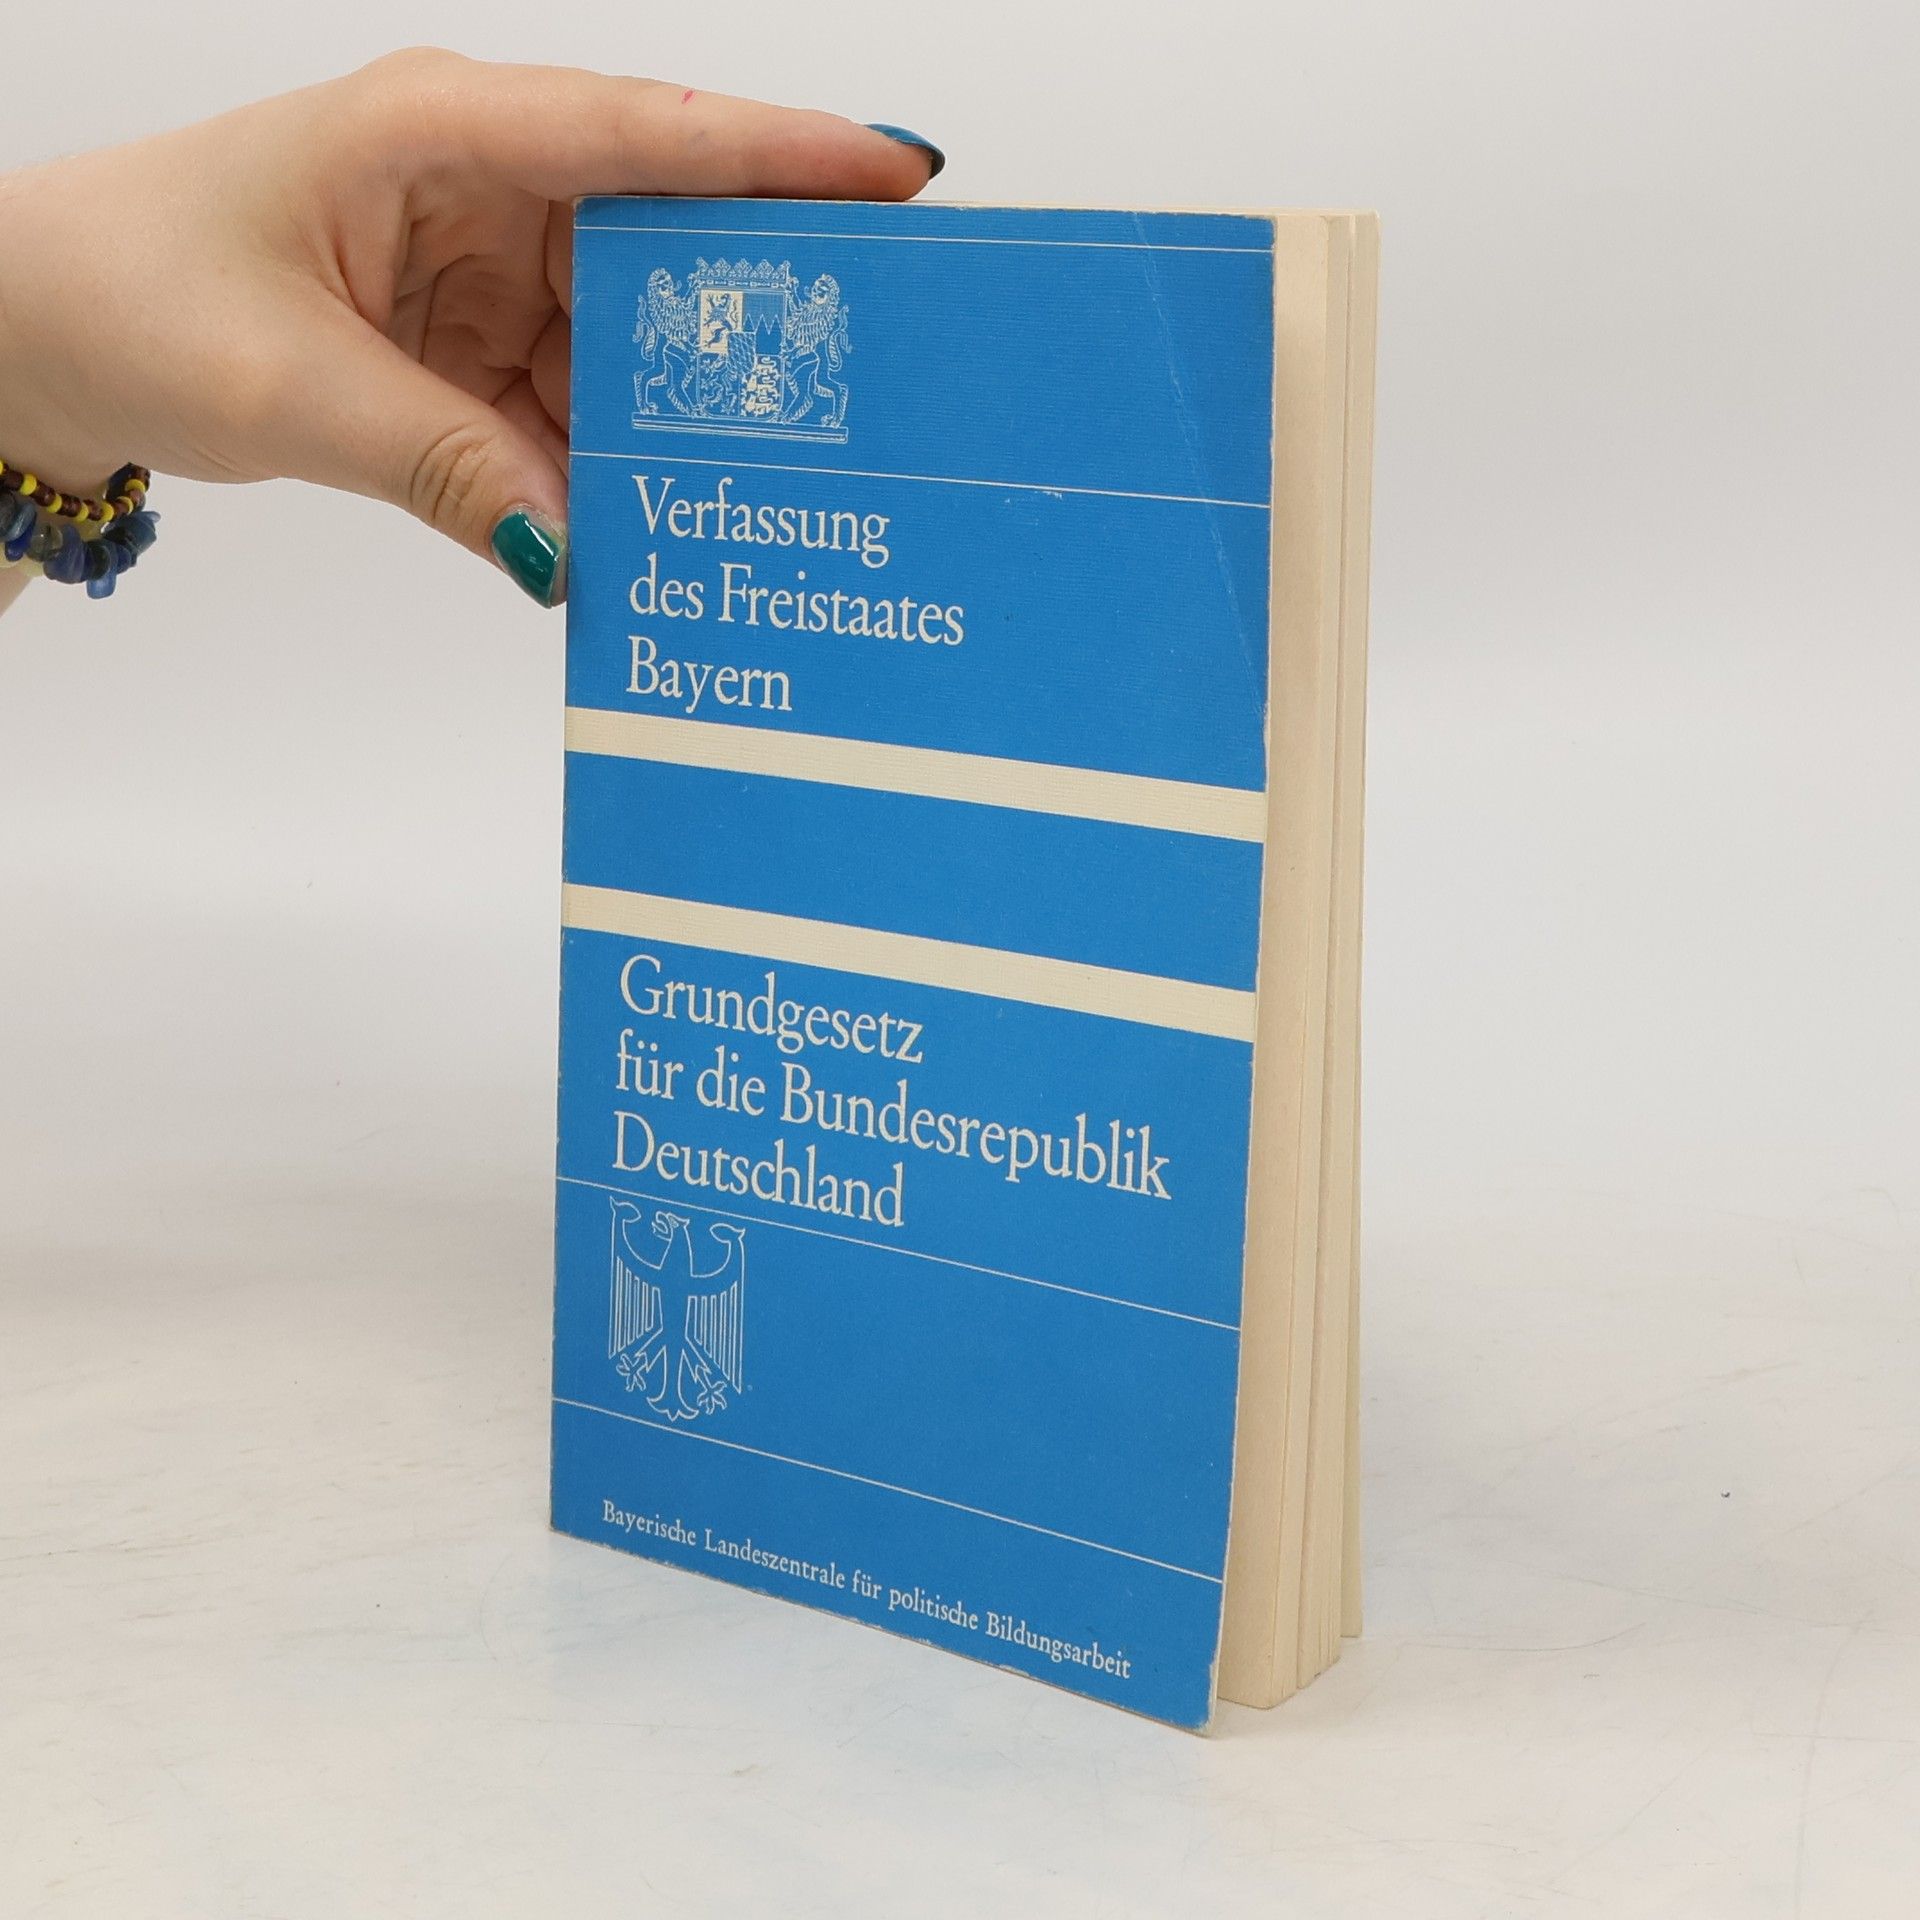 Verfassung
des Freistaates
Bayern
Grundgesetz
für die Bundesrepublik
Deutschland
Bayerische Landeszentrale für politische Bildungsarbeit